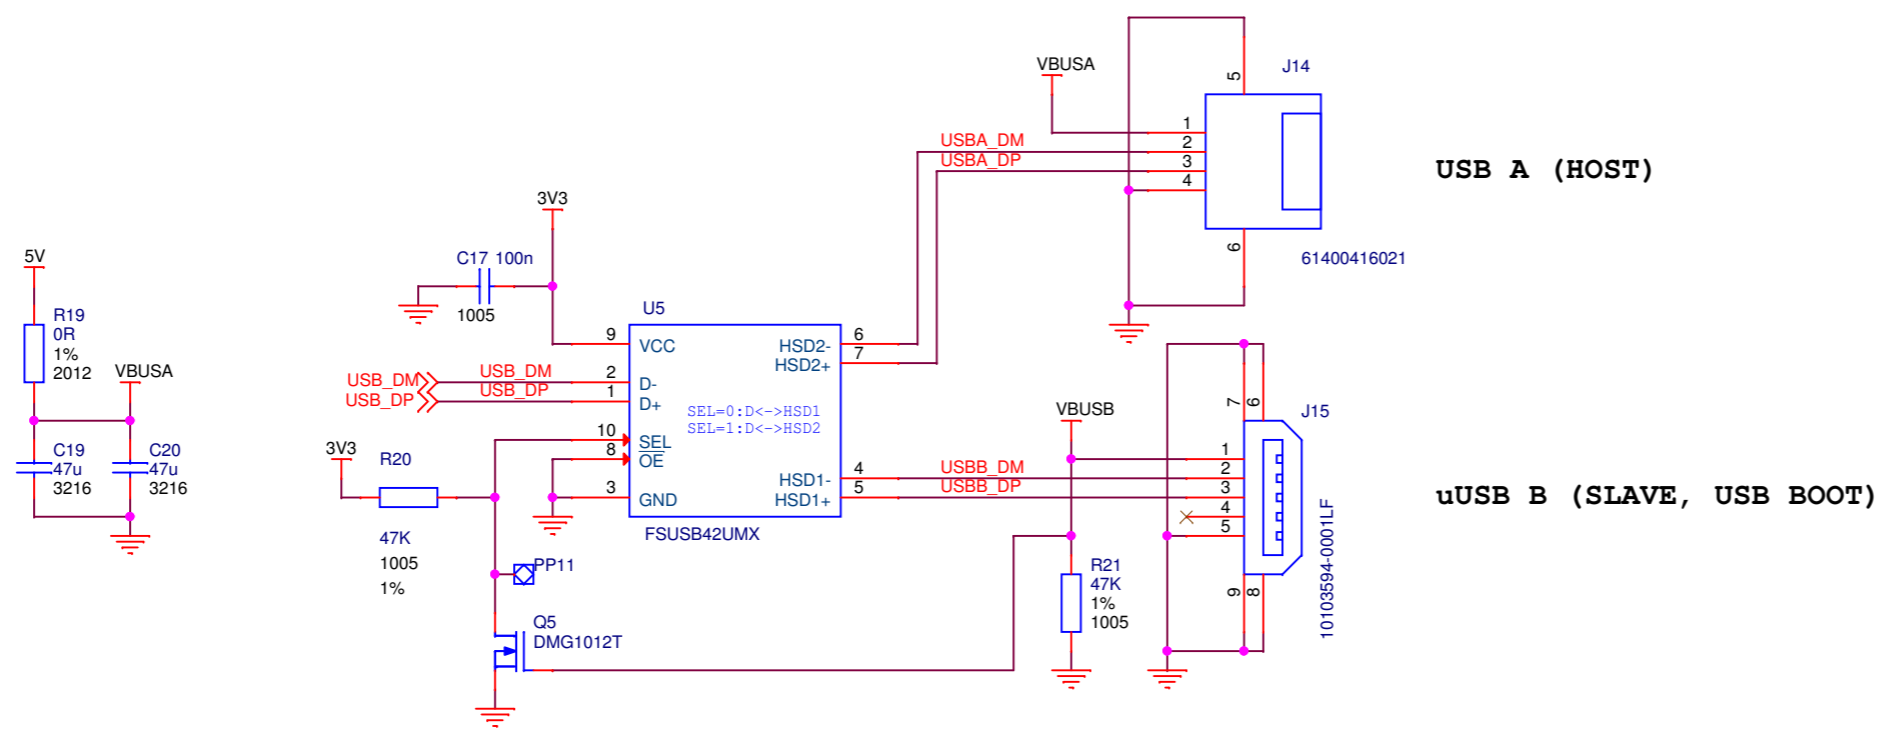 5V
R19
0R
1%
2012
VBUSA
C19
47u
3216
C20
47u
3216
3V3
C17 100n
1005
U5
9
VCC
2
D-
1
D+
10
SEL
8
OE
3
GND
HSD2-
6
HSD2+
7
HSD1-
4
HSD1+
5
SEL=0:D<->HSD1
SEL=1:D<->HSD2
FSUSB42UMX
USB_DM
USB_DP
USB_DM
USB_DP
3V3
R20
47K
1005
1%
PP11
Q5
DMG1012T
USBA_DM
USBA_DP
VBUSA
J14
5
1
2
3
4
6
61400416021
USB A (HOST)
USBB_DM
USBB_DP
VBUSB
R21
47K
1%
1005
J15
7
6
1
2
3
4
5
9
8
10103594-0001LF
uUSB B (SLAVE, USB BOOT)